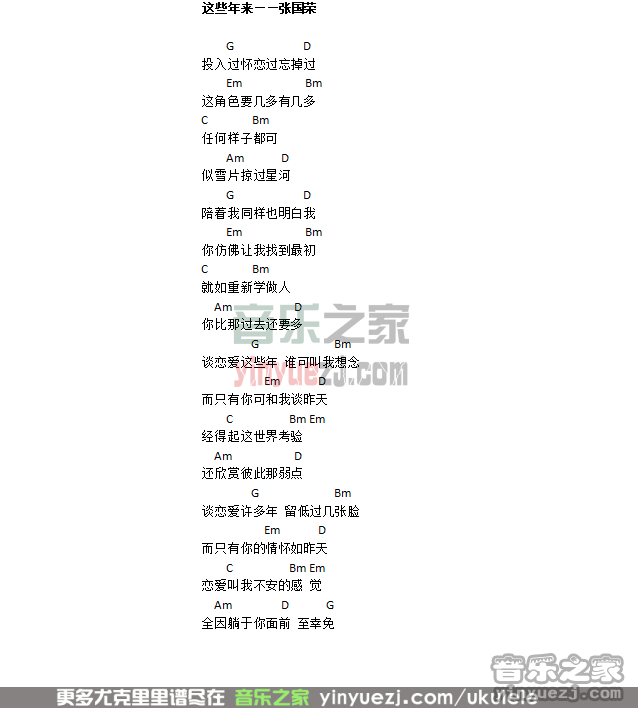 这些年来——张国荣
G D
投入过怀恋过忘掉过
Em Bm
这角色要几多有几多
C Bm
任何样子都可
Am D
似雪片掠过星河
G D
陪着我同样也明白我
Em Bm
你仿佛让我找到最初
C Bm
就如重新学做人
Am D
你比那过去还要多
G Bm
谈恋爱这些年 谁可叫我想念
Em D
而只有你可和我谈昨天
C Bm Em
经得起这世界考验
Am D
还欣赏彼此那弱点
G Bm
谈恋爱许多年 留低过几张脸
Em D
而只有你的情怀如昨天
C Bm Em
恋爱叫我不安的感 觉
Am D G
全因躺于你面前 至幸免
音乐之家
yinyuezj.com
音乐之家
YINYUEZJ.COM
更多尤克里里谱尽在 音乐之家 yinyuezj.com/ukulele